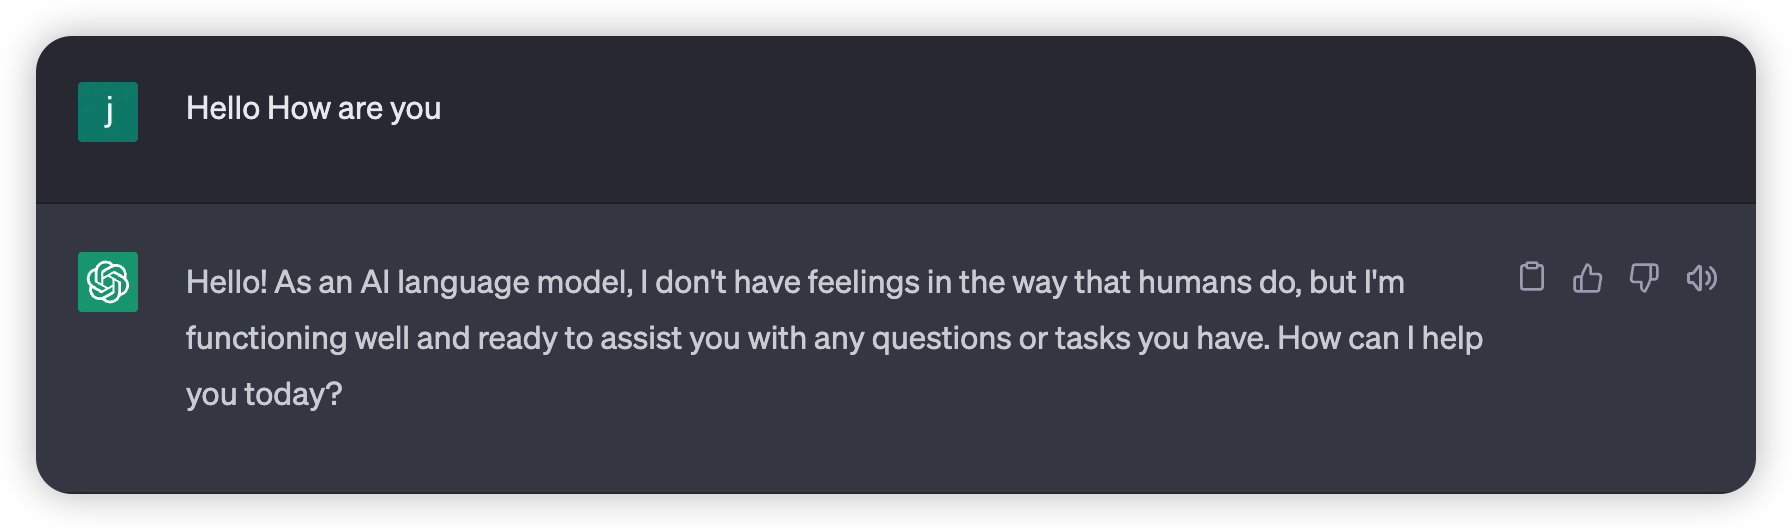 j
Hello How are you
Hello! As an AI language model, I don't have feelings in the way that humans do, but I'm
functioning well and ready to assist you with any questions or tasks you have. How can I help
you today?